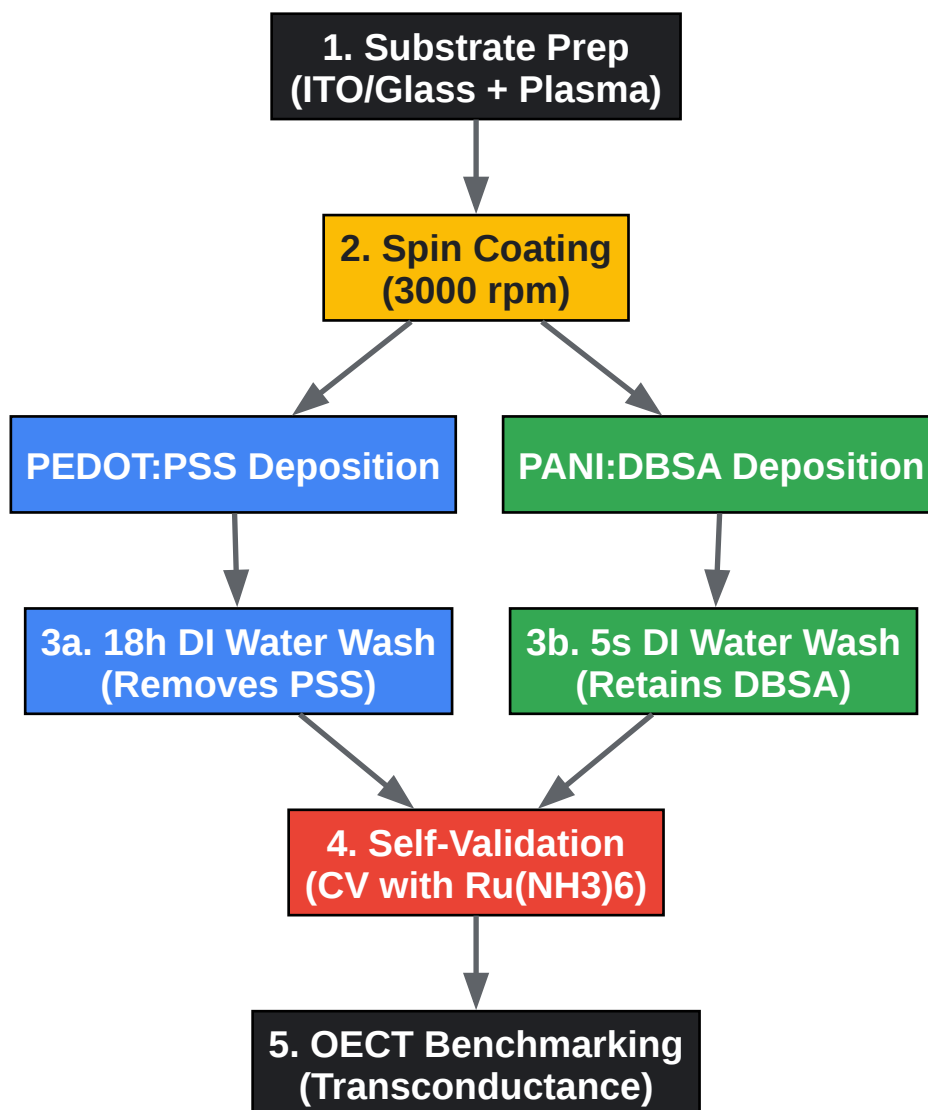 1. Substrate Prep
(ITO/Glass + Plasma)
2. Spin Coating
(3000 rpm)
PEDOT:PSS Deposition
PANI:DBSA Deposition
3a. 18h DI Water Wash
(Removes PSS)
3b. 5s DI Water Wash
(Retains DBSA)
4. Self-Validation
(CV with Ru(NH3)6)
5. OECT Benchmarking
(Transconductance)